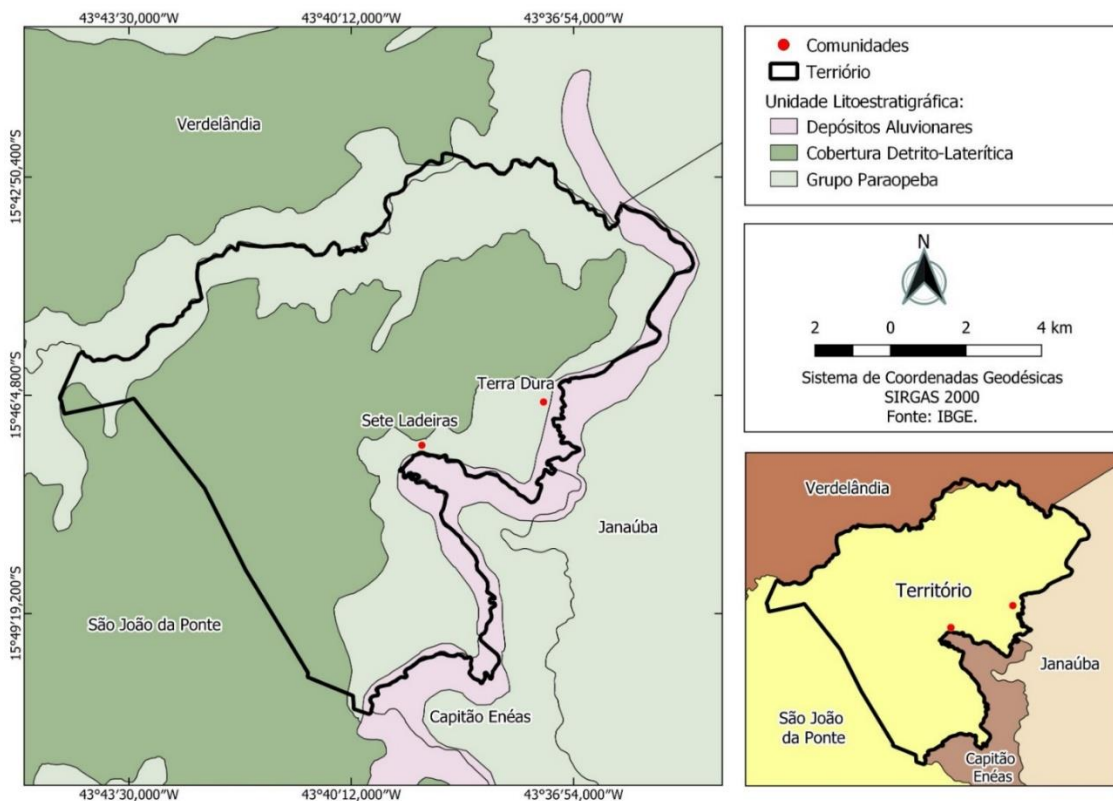 43°43'30,000"W
43°40'12,000"W
43°36'54,000"W
15°42'50,400"S
15°46'4,800"S
15°49'19,200"S
Verdelândia
Terra Dura
Sete Ladeiras
Janaúba
São João da Ponte
Capitão Enéas
43°43'30,000"W
43°40'12,000"W
43°36'54,000"W
Comunidades
Terriório
Unidade Litoestratigráfica:
Depósitos Aluvionares
Cobertura Detrito-Laterítica
Grupo Paraopeba
N
2 0 2 4 km
Sistema de Coordenadas Geodésicas
SIRGAS 2000
Fonte: IBGE.
Verdelândia
Território
Janaúba
São João
da Ponte
Capitão
Enéas